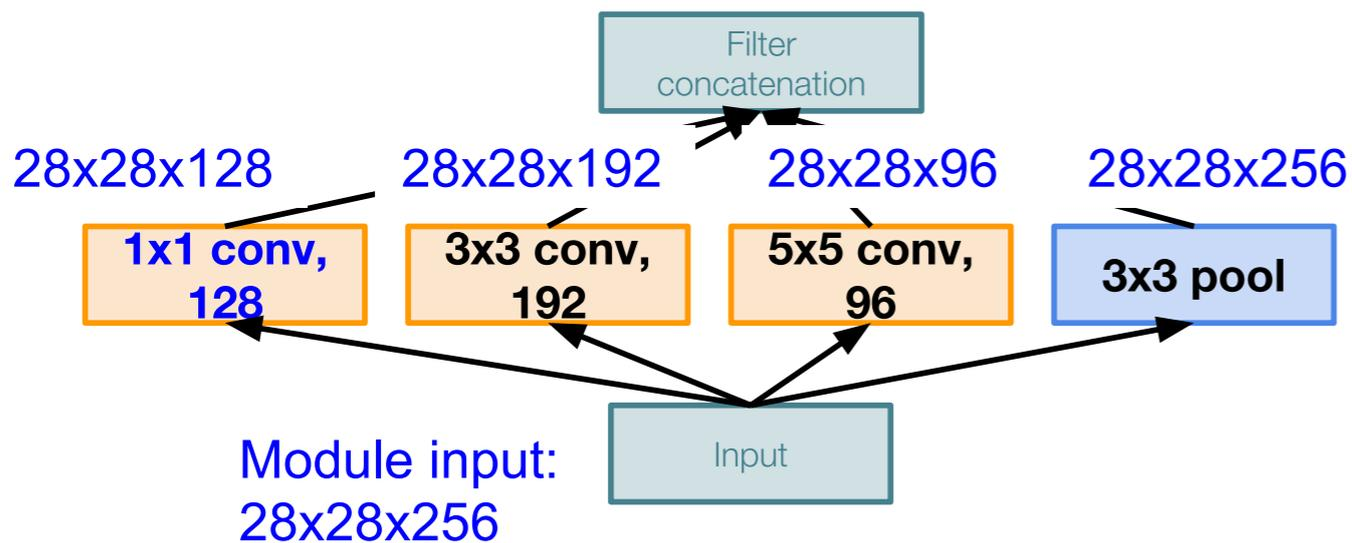 Filter
concatenation
28x28x128
28x28x192
28x28x96
28x28x256
1x1 conv,
128
3x3 conv,
192
5x5 conv,
96
3x3 pool
Input
Module input:
28x28x256